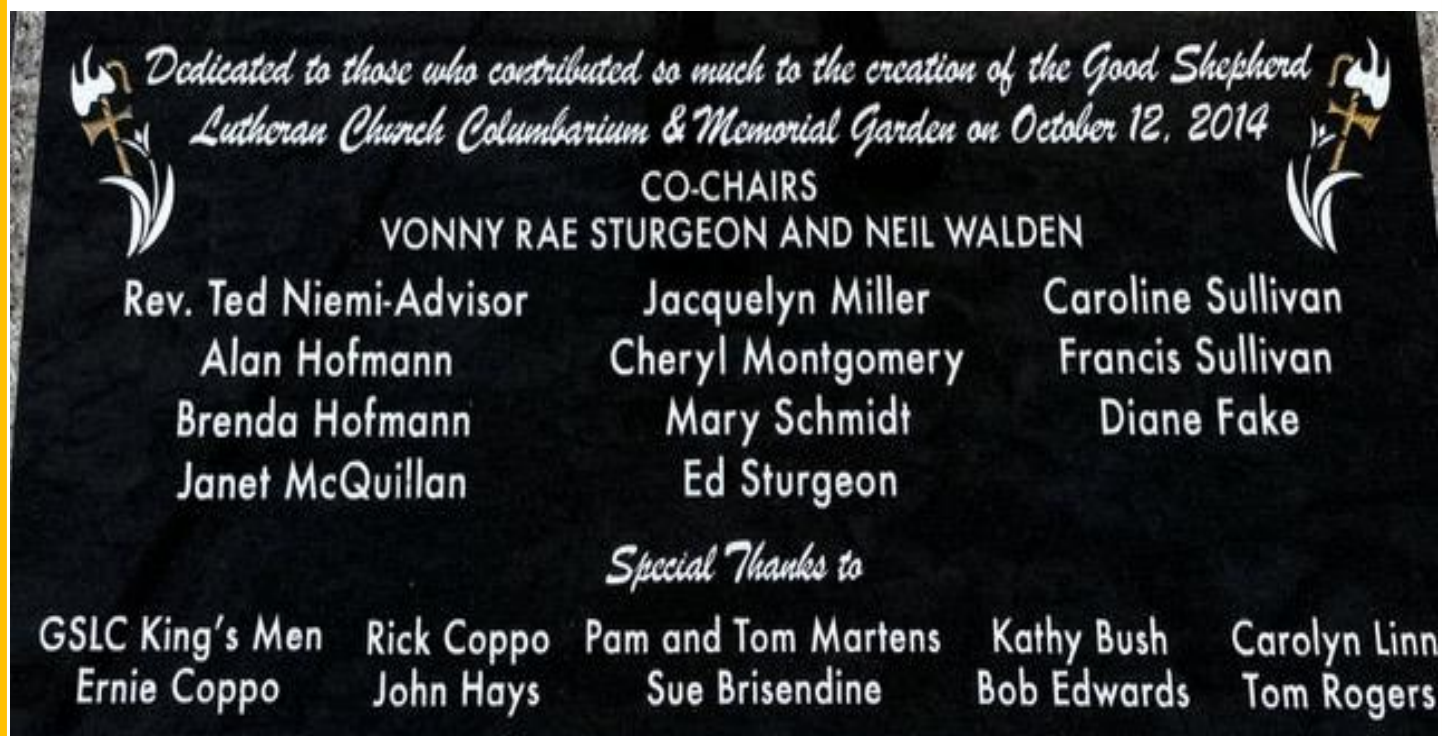 Dedicated to those who contributed so much to the creation of the Good Shepherd
Lutheran Church Columbarium & Memorial Garden on October 12, 2014
CO-CHAIRS
VONNY RAE STURGEON AND NEIL WALDEN
Rev. Ted Niemi-Advisor Jacquelyn Miller Caroline Sullivan
Alan Hofmann Cheryl Montgomery Francis Sullivan
Brenda Hofmann Mary Schmidt Diane Fake
Janet McQuillan Ed Sturgeon
Special Thanks to
GSLC King's Men Rick Coppo Pam and Tom Martens Kathy Bush Carolyn Linn
Ernie Coppo John Hays Sue Brisendine Bob Edwards Tom Rogers